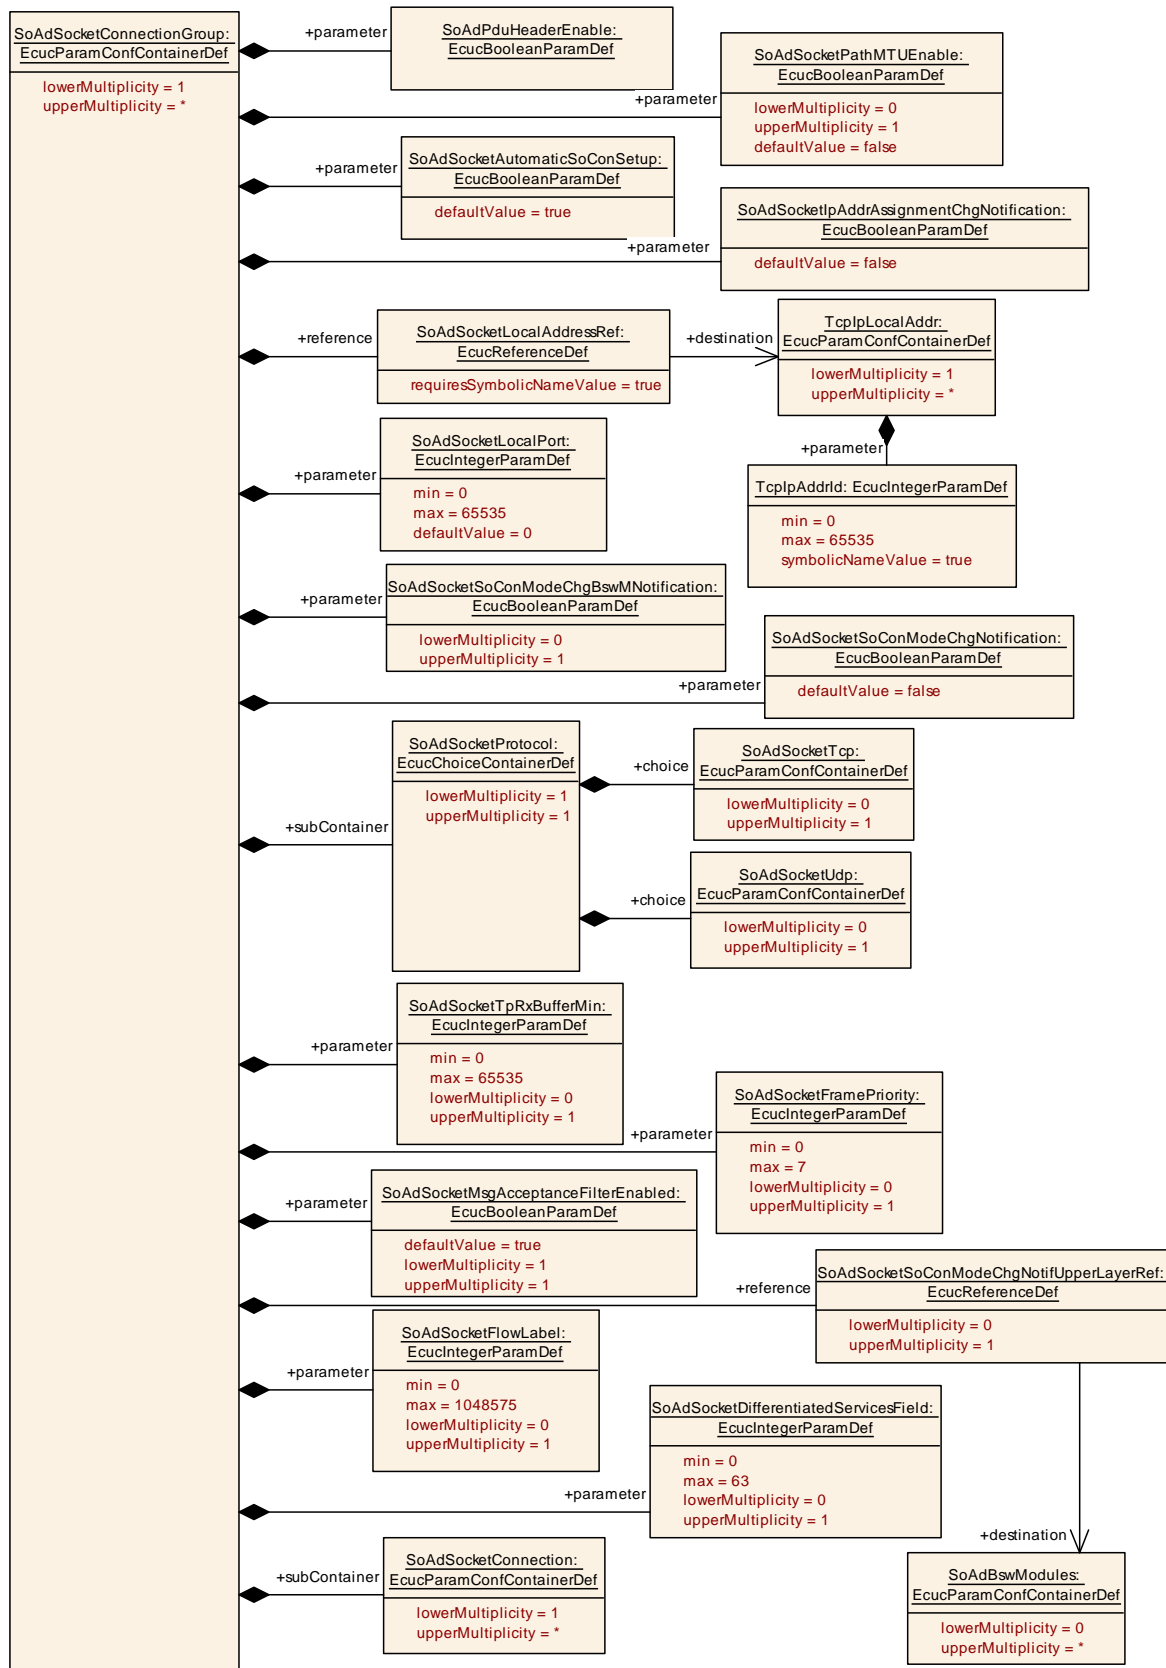 SoAdSocketConnectionGroup:
EcucParamConfContainerDef
lowerMultiplicity = 1
upperMultiplicity = *
+parameter
SoAdPduHeaderEnable:
EcucBooleanParamDef
+parameter
SoAdSocketPathMTUEnable:
EcucBooleanParamDef
lowerMultiplicity = 0
upperMultiplicity = 1
defaultValue = false
+parameter
SoAdSocketAutomaticSoConSetup:
EcucBooleanParamDef
defaultValue = true
+parameter
SoAdSocketIpAddrAssignmentChgNotification:
EcucBooleanParamDef
defaultValue = false
+reference
SoAdSocketLocalAddressRef:
EcucReferenceDef
requiresSymbolicNameValue = true
+destination
TcpIpLocalAddr:
EcucParamConfContainerDef
lowerMultiplicity = 1
upperMultiplicity = *
+parameter
TcpIpAddrId: EcucIntegerParamDef
min = 0
max = 65535
symbolicNameValue = true
+parameter
SoAdSocketLocalPort:
EcucIntegerParamDef
min = 0
max = 65535
defaultValue = 0
+parameter
SoAdSocketSoConModeChgBswMNotification:
EcucBooleanParamDef
lowerMultiplicity = 0
upperMultiplicity = 1
+parameter
SoAdSocketSoConModeChgNotification:
EcucBooleanParamDef
defaultValue = false
+subContainer
SoAdSocketProtocol:
EcucChoiceContainerDef
lowerMultiplicity = 1
upperMultiplicity = 1
+choice
SoAdSocketTcp:
EcucParamConfContainerDef
lowerMultiplicity = 0
upperMultiplicity = 1
+choice
SoAdSocketUdp:
EcucParamConfContainerDef
lowerMultiplicity = 0
upperMultiplicity = 1
+parameter
SoAdSocketTpRxBufferMin:
EcucIntegerParamDef
min = 0
max = 65535
lowerMultiplicity = 0
upperMultiplicity = 1
+parameter
SoAdSocketFramePriority:
EcucIntegerParamDef
min = 0
max = 7
lowerMultiplicity = 0
upperMultiplicity = 1
+parameter
SoAdSocketMsgAcceptanceFilterEnabled:
EcucBooleanParamDef
defaultValue = true
lowerMultiplicity = 1
upperMultiplicity = 1
+reference
SoAdSocketSoConModeChgNotifUpperLayerRef:
EcucReferenceDef
lowerMultiplicity = 0
upperMultiplicity = 1
+parameter
SoAdSocketFlowLabel:
EcucIntegerParamDef
min = 0
max = 1048575
lowerMultiplicity = 0
upperMultiplicity = 1
+parameter
SoAdSocketDifferentiatedServicesField:
EcucIntegerParamDef
min = 0
max = 63
lowerMultiplicity = 0
upperMultiplicity = 1
+destination
SoAdBswModules:
EcucParamConfContainerDef
lowerMultiplicity = 0
upperMultiplicity = *
+subContainer
SoAdSocketConnection:
EcucParamConfContainerDef
lowerMultiplicity = 1
upperMultiplicity = *